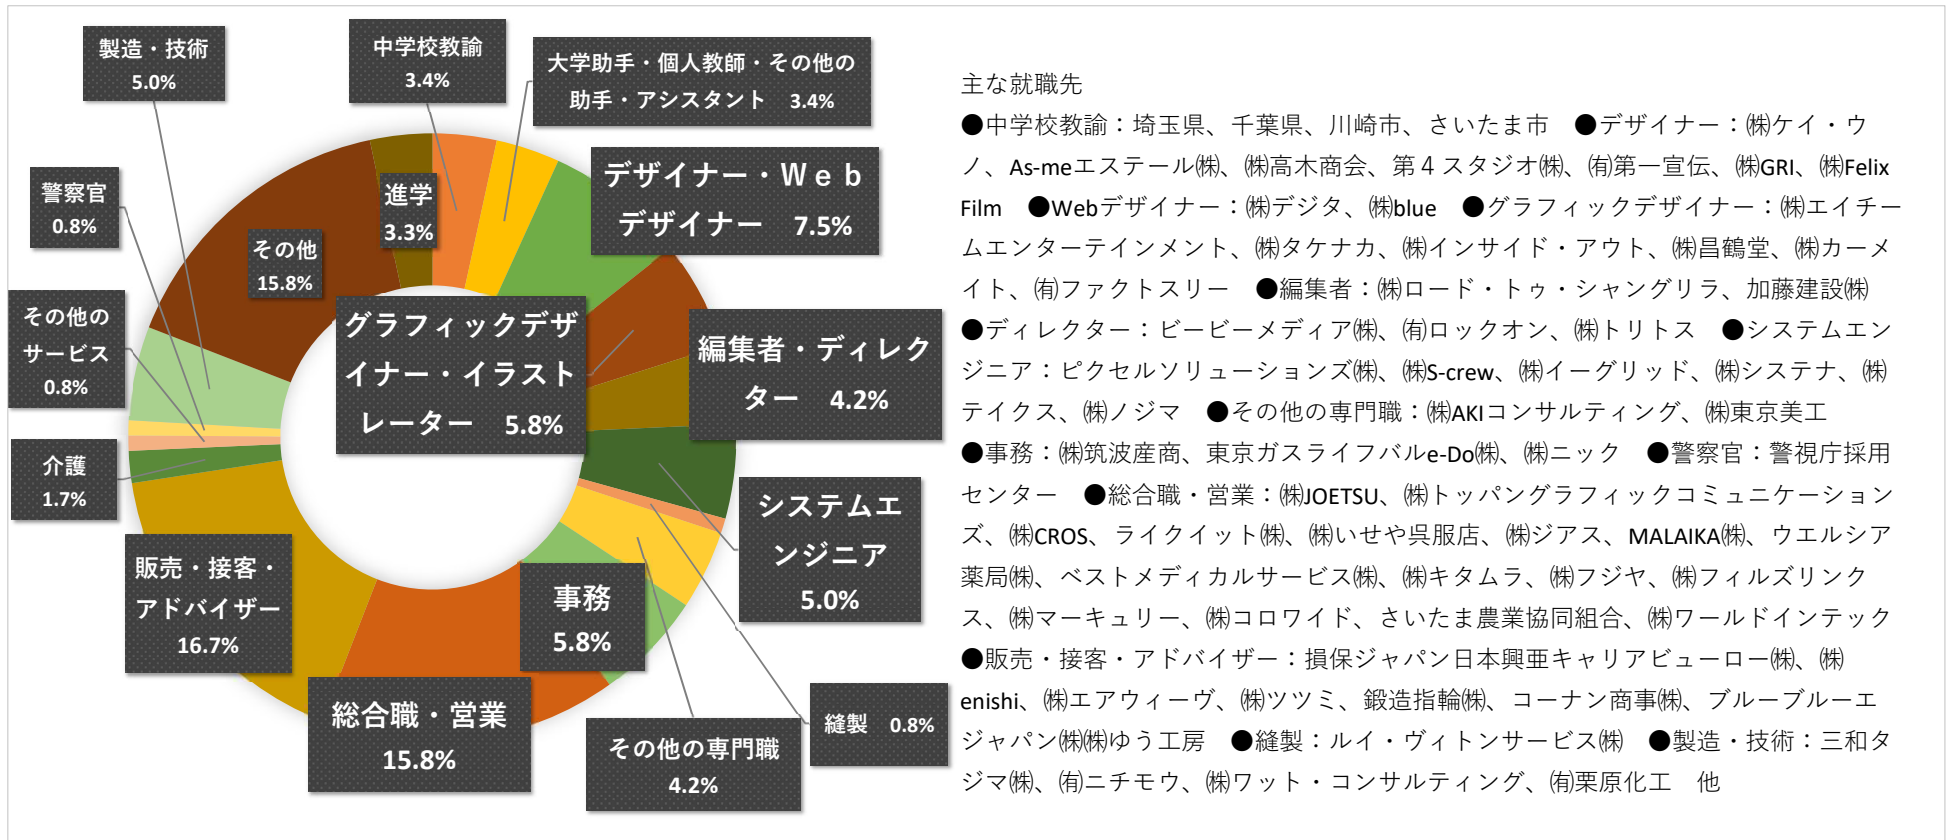 製造・技術
5.0%
中学校教諭
3.4%
大学助手・個人教師・その他の
助手・アシスタント　3.4%
デザイナー・Ｗｅｂ
デザイナー　7.5%
警察官
0.8%
進学
3.3%
その他
15.8%
その他の
サービス
0.8%
グラフィックデザ
イナー・イラスト
レーター　5.8%
編集者・ディレク
ター　4.2%
介護
1.7%
システムエ
ンジニア
5.0%
販売・接客・
アドバイザー
16.7%
事務
5.8%
総合職・営業
15.8%
その他の専門職
4.2%
縫製　0.8%
主な就職先
●中学校教諭：埼玉県、千葉県、川崎市、さいたま市　●デザイナー：㈱ケイ・ウ
ノ、As-meエステール㈱、㈱高木商会、第４スタジオ㈱、㈲第一宣伝、㈱GRI、㈱Felix
Film　●Webデザイナー：㈱デジタ、㈱blue　●グラフィックデザイナー：㈱エイチー
ムエンターテインメント、㈱タケナカ、㈱インサイド・アウト、㈱昌鶴堂、㈱カーメ
イト、㈲ファクトスリー　●編集者：㈱ロード・トゥ・シャングリラ、加藤建設㈱
●ディレクター：ビービーメディア㈱、㈲ロックオン、㈱トリトス　●システムエン
ジニア：ピクセルソリューションズ㈱、㈱S-crew、㈱イーグリッド、㈱システナ、㈱
テイクス、㈱ノジマ　●その他の専門職：㈱AKIコンサルティング、㈱東京美工
●事務：㈱筑波産商、東京ガスライフバルe-Do㈱、㈱ニック　●警察官：警視庁採用
センター　●総合職・営業：㈱JOETSU、㈱トッパングラフィックコミュニケーション
ズ、㈱CROS、ライクイット㈱、㈱いせや呉服店、㈱ジアス、MALAIKA㈱、ウエルシア
薬局㈱、ベストメディカルサービス㈱、㈱キタムラ、㈱フジヤ、㈱フィルズリンク
ス、㈱マーキュリー、㈱コロワイド、さいたま農業協同組合、㈱ワールドインテック
●販売・接客・アドバイザー：損保ジャパン日本興亜キャリアビューロー㈱、㈱
enishi、㈱エアウィーヴ、㈱ツツミ、鍛造指輪㈱、コーナン商事㈱、ブルーブルーエ
ジャパン㈱㈱ゆう工房　●縫製：ルイ・ヴィトンサービス㈱　●製造・技術：三和タ
ジマ㈱、㈲ニチモウ、㈱ワット・コンサルティング、㈲栗原化工　他